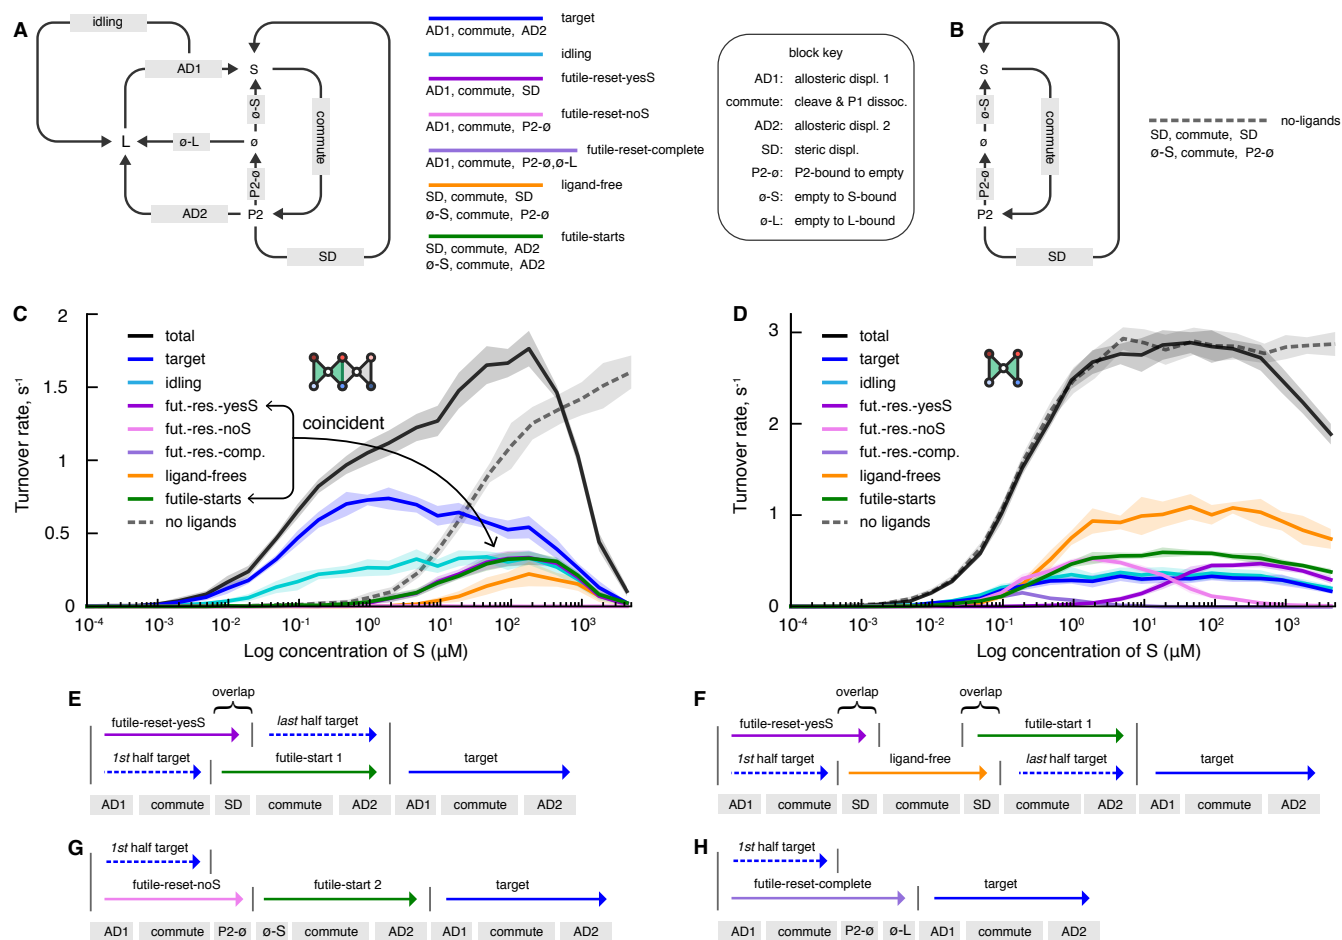 A
idling
AD1
S
ø-S
commute
L
ø-L
ø
P2-ø
AD2
P2
SD
target
AD1, commute, AD2
idling
futile-reset-yesS
AD1, commute, SD
futile-reset-noS
AD1, commute, P2-ø
futile-reset-complete
AD1, commute, P2-ø,ø-L
ligand-free
SD, commute, SD
ø-S, commute, P2-ø
futile-starts
SD, commute, AD2
ø-S, commute, AD2
block key
AD1: allosteric displ. 1
commute: cleave & P1 dissoc.
AD2: allosteric displ. 2
SD: steric displ.
P2-ø: P2-bound to empty
ø-S: empty to S-bound
ø-L: empty to L-bound
B
S
ø-S
commute
ø
P2-ø
P2
SD
no-ligands
SD, commute, SD
ø-S, commute, P2-ø
C
Turnover rate, s⁻¹
2
1.5
1
0.5
0
total
target
idling
fut.-res.-yesS
fut.-res.-noS
fut.-res.-comp.
ligand-frees
futile-starts
no ligands
coincident
10⁻⁴ 10⁻³ 10⁻² 10⁻¹ 10⁰ 10¹ 10² 10³
Log concentration of S (µM)
D
Turnover rate, s⁻¹
3
2
1
0
total
target
idling
fut.-res.-yesS
fut.-res.-noS
fut.-res.-comp.
ligand-frees
futile-starts
no ligands
10⁻⁴ 10⁻³ 10⁻² 10⁻¹ 10⁰ 10¹ 10² 10³
Log concentration of S (µM)
E
overlap
futile-reset-yesS
last half target
1st half target
futile-start 1
target
AD1 commute SD commute AD2 AD1 commute AD2
F
overlap overlap
futile-reset-yesS
futile-start 1
1st half target
ligand-free
last half target
target
AD1 commute SD commute SD commute AD2 AD1 commute AD2
G
1st half target
futile-reset-noS
futile-start 2
target
AD1 commute P2-ø ø-S commute AD2 AD1 commute AD2
H
1st half target
futile-reset-complete
target
AD1 commute P2-ø ø-L AD1 commute AD2